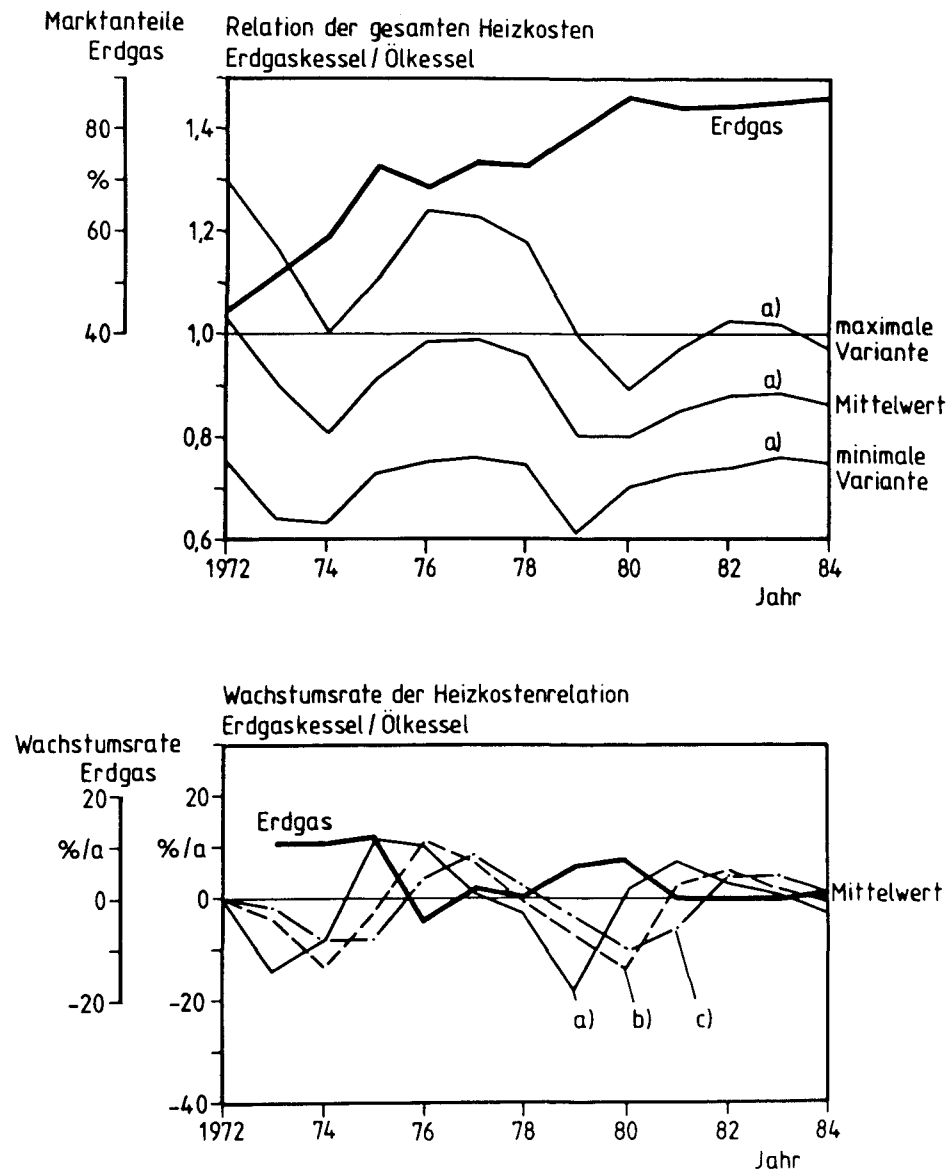 Marktanteile
Erdgas
Relation der gesamten Heizkosten
Erdgaskessel / Ölkessel
80
%
60
40
1,4
1,2
1,0
0,8
0,6
Erdgas
a)
maximale
Variante
a)
Mittelwert
a)
minimale
Variante
1972 74 76 78 80 82 84
Jahr
Wachstumsrate der Heizkostenrelation
Erdgaskessel / Ölkessel
Wachstumsrate
Erdgas
20
%/a
0
-20
20
%/a
0
-20
-40
Erdgas
Mittelwert
a) b) c)
1972 74 76 78 80 82 84
Jahr